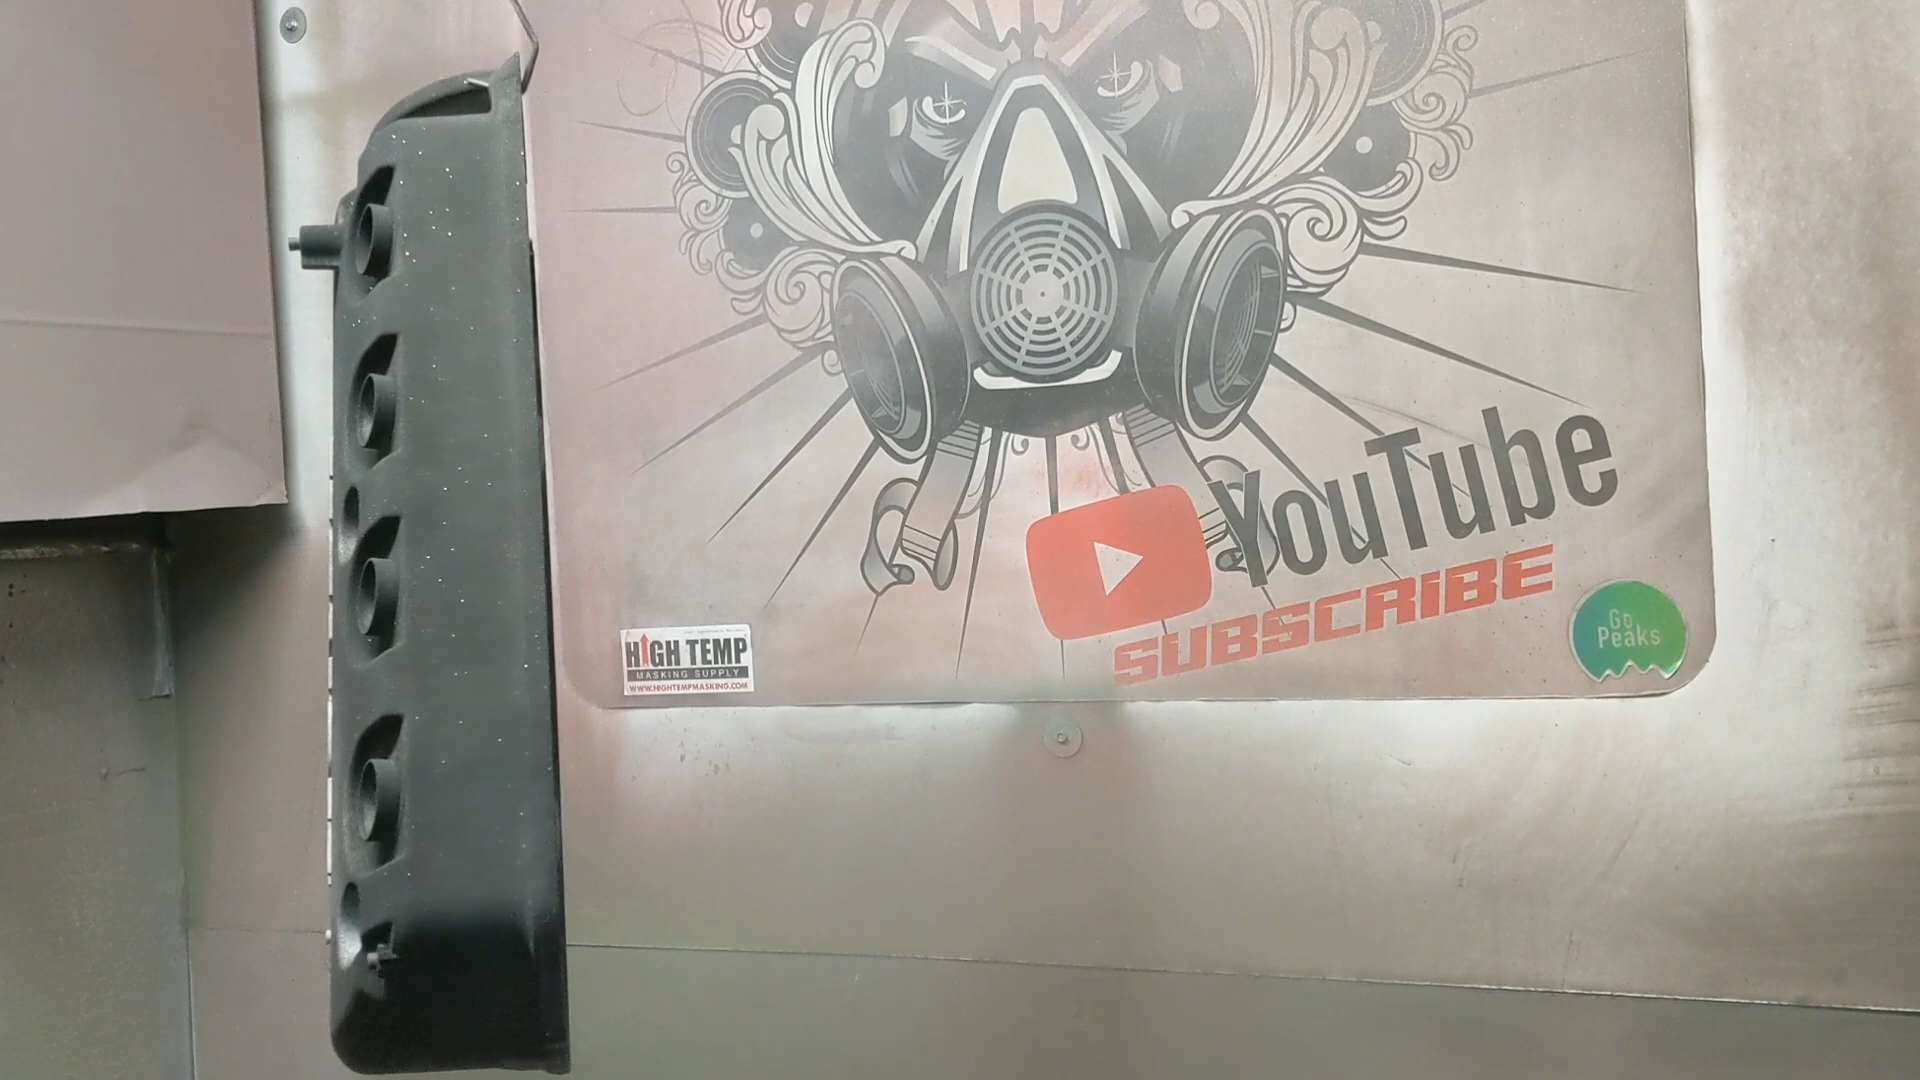 YouTube
SUBSCRIBE
Go
Peaks
HIGH TEMP
MASKING SUPPLY
WWW.HIGHTEMPMASKING.COM